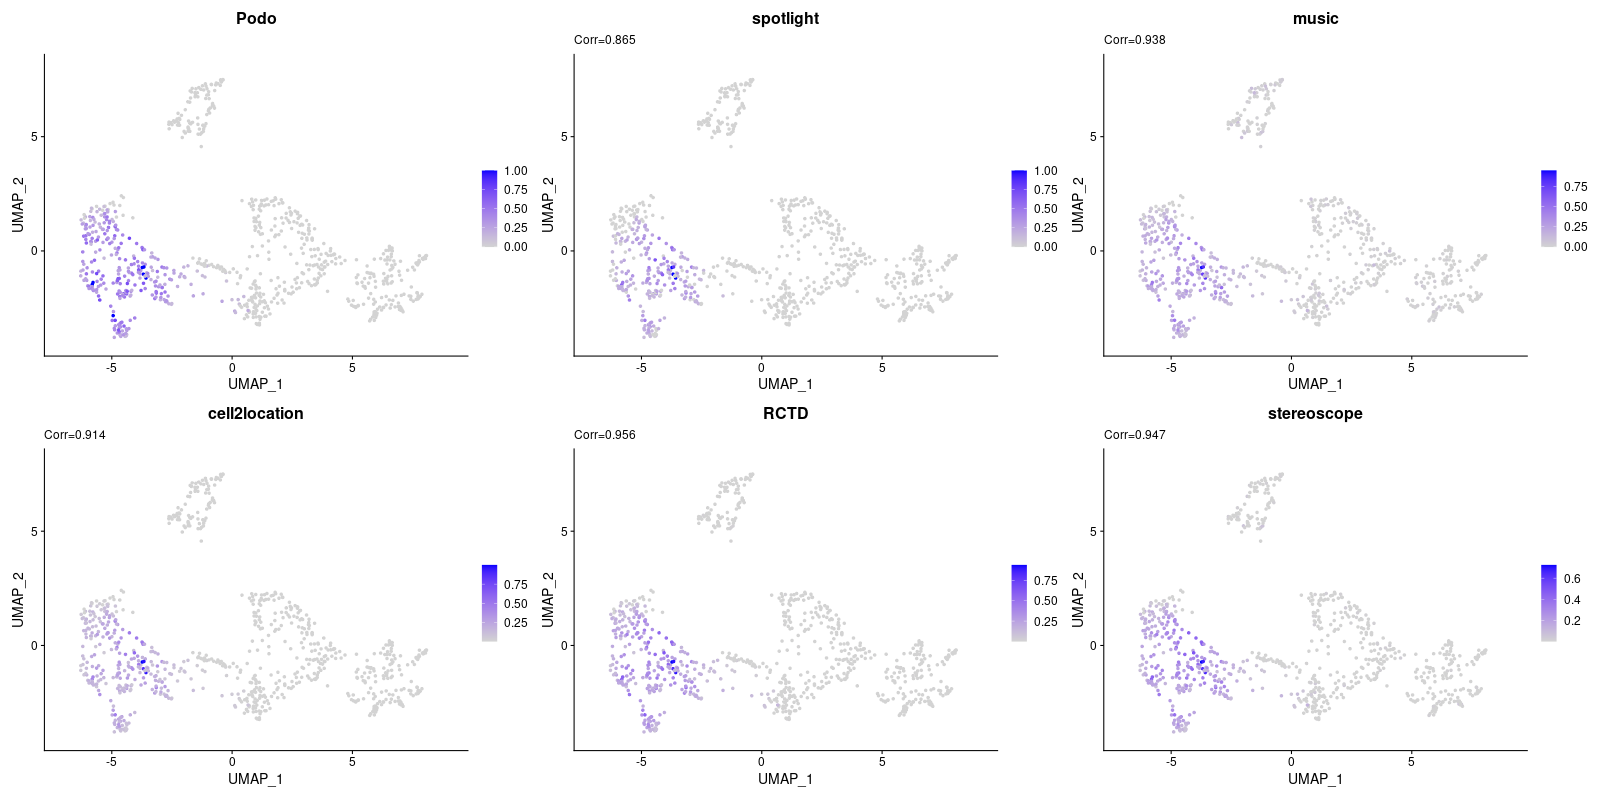 Podo
UMAP_2
5
0
-5
0
5
UMAP_1
1.00
0.75
0.50
0.25
0.00
spotlight
Corr=0.865
UMAP_2
5
0
-5
0
5
UMAP_1
1.00
0.75
0.50
0.25
0.00
music
Corr=0.938
UMAP_2
5
0
-5
0
5
UMAP_1
0.75
0.50
0.25
0.00
cell2location
Corr=0.914
UMAP_2
5
0
-5
0
5
UMAP_1
0.75
0.50
0.25
RCTD
Corr=0.956
UMAP_2
5
0
-5
0
5
UMAP_1
0.75
0.50
0.25
stereoscope
Corr=0.947
UMAP_2
5
0
-5
0
5
UMAP_1
0.6
0.4
0.2